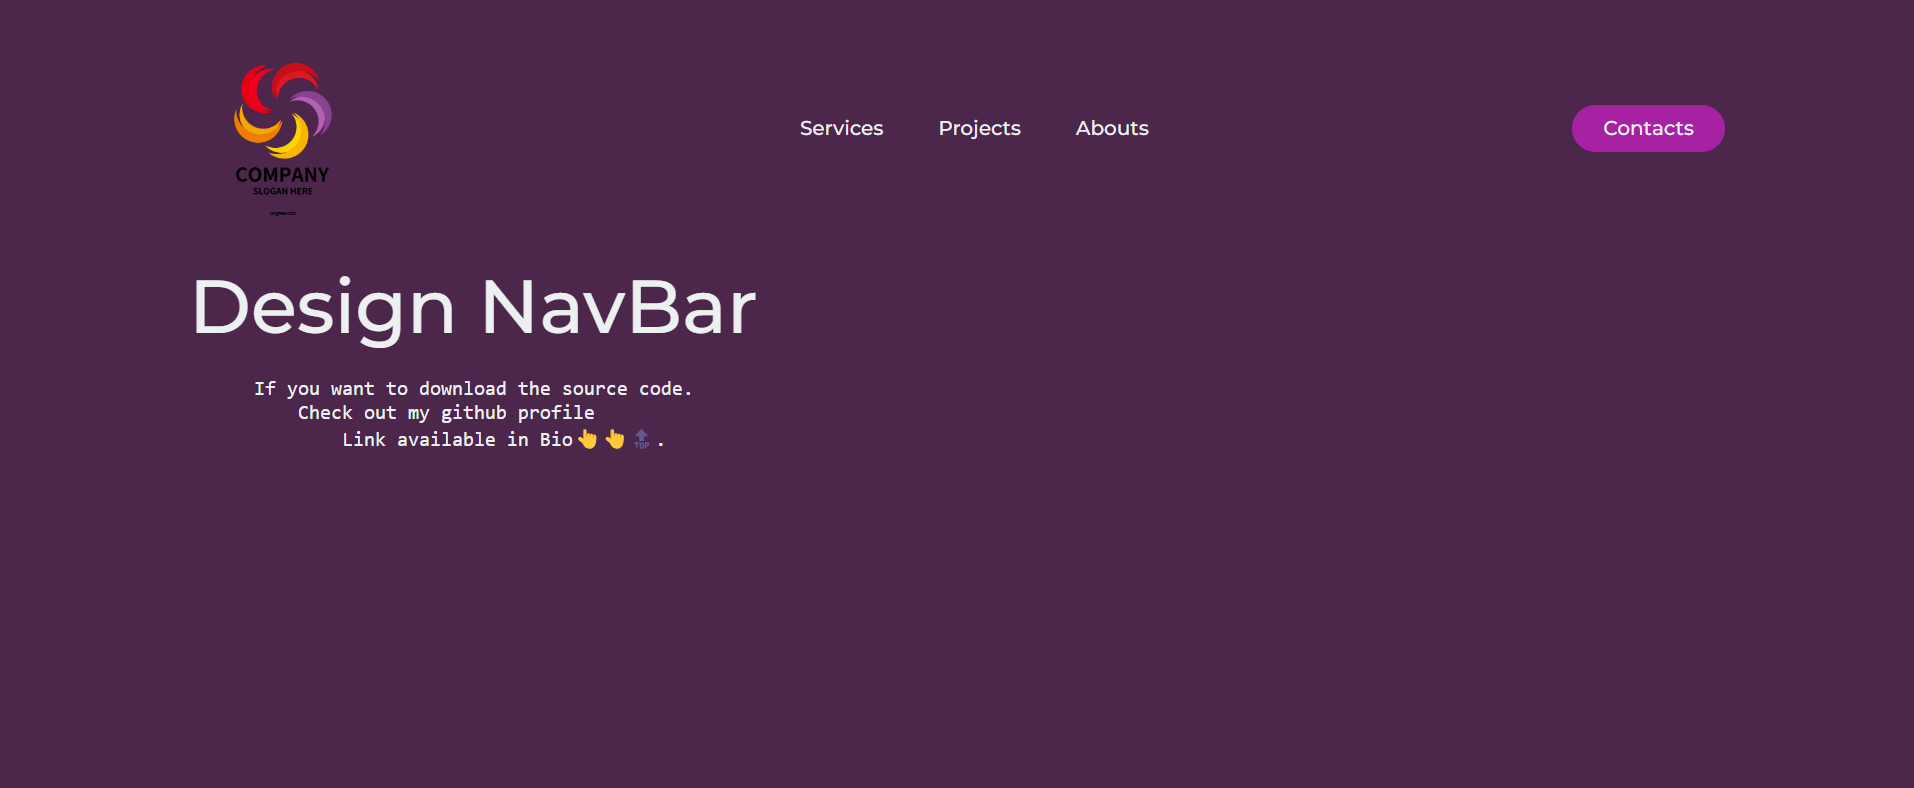 COMPANY
SLOGAN HERE
Services
Projects
Abouts
Contacts
Design NavBar
If you want to download the source code.
Check out my github profile
Link available in Bio👆👆🔝.